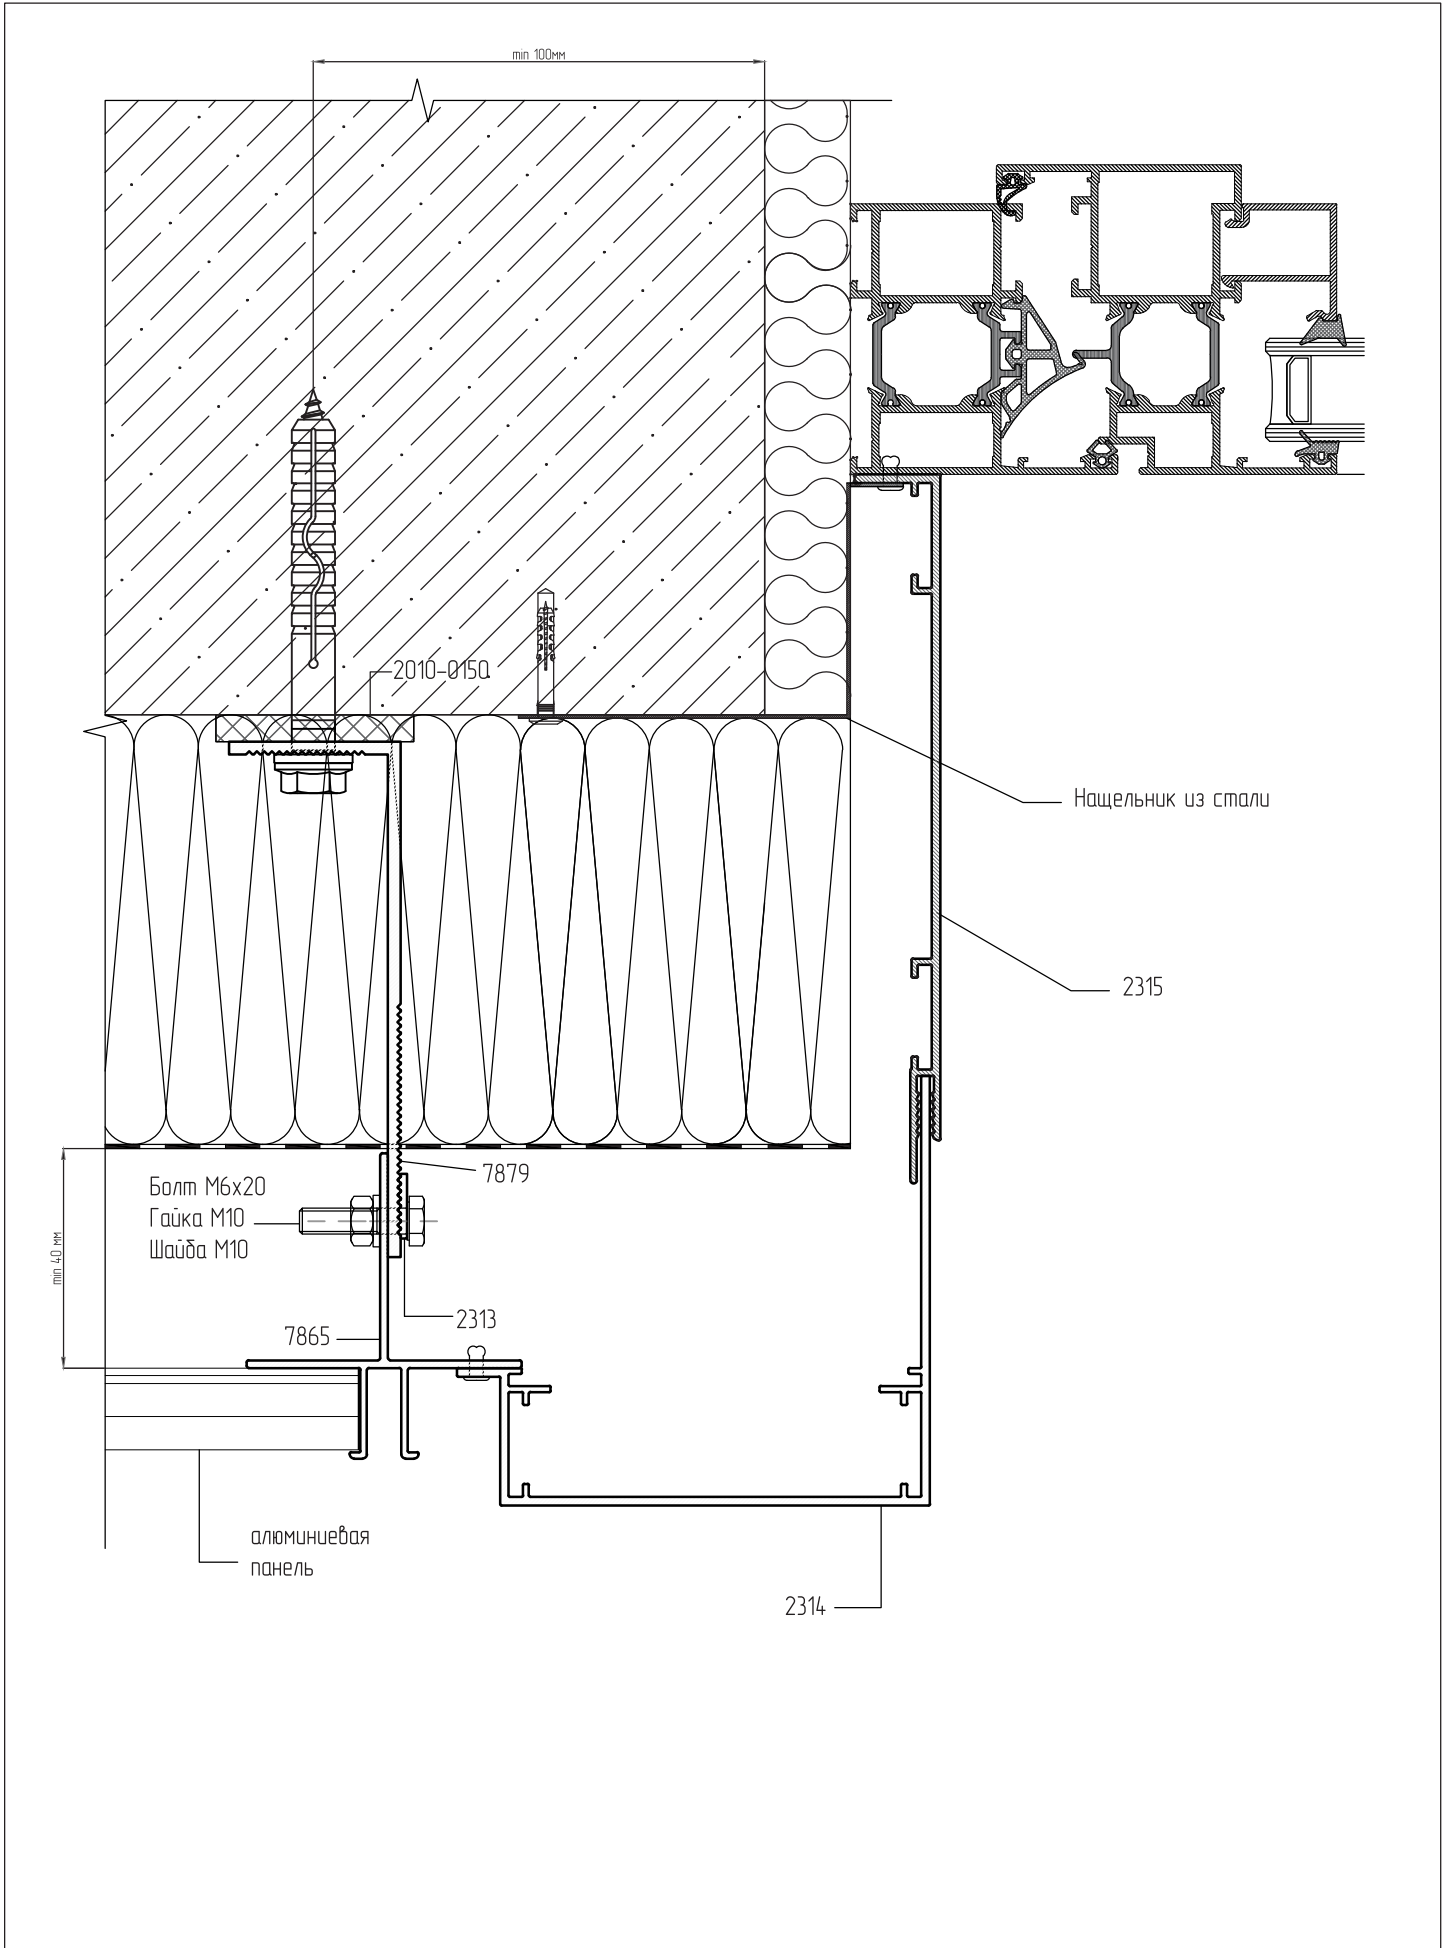 min 100мм
2010-0150
Нащельник из стали
2315
7879
Болт М6х20
Гайка М10
Шайба М10
min 40 мм
2313
7865
алюминиевая
панель
2314